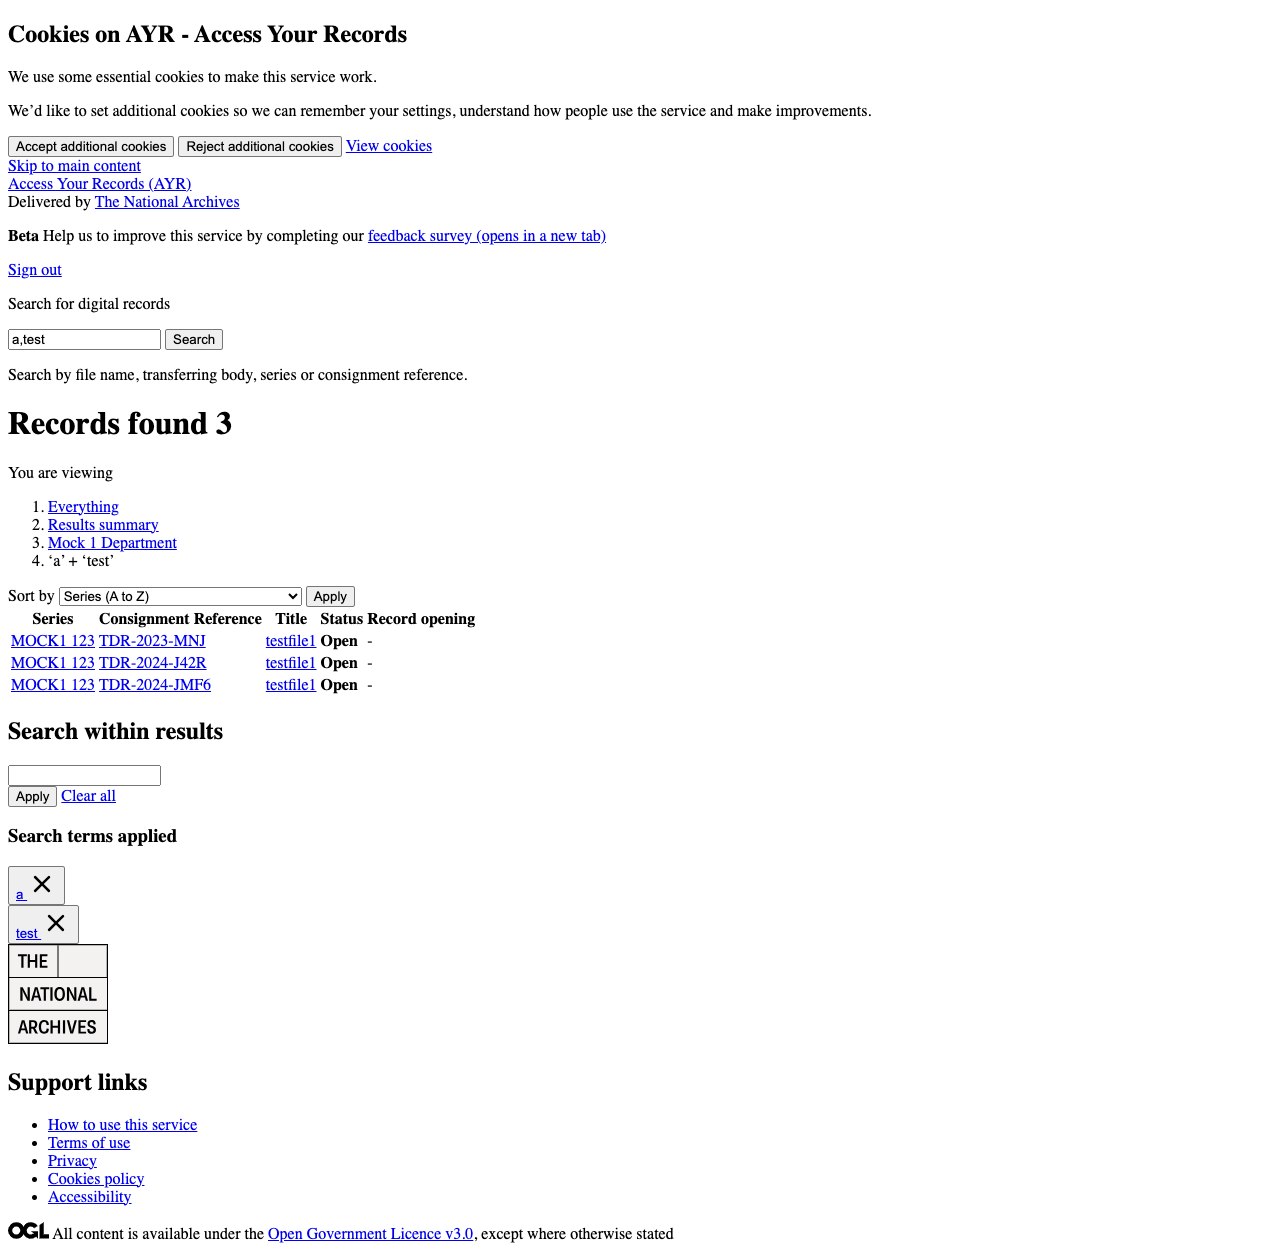 Cookies on AYR - Access Your Records
We use some essential cookies to make this service work.
We’d like to set additional cookies so we can remember your settings, understand how people use the service and make improvements.
Accept additional cookies Reject additional cookies View cookies
Skip to main content
Access Your Records (AYR)
Delivered by The National Archives
Beta Help us to improve this service by completing our feedback survey (opens in a new tab)
Sign out
Search for digital records
a,test Search
Search by file name, transferring body, series or consignment reference.
Records found 3
You are viewing
1. Everything
2. Results summary
3. Mock 1 Department
4. ‘a’ + ‘test’
Sort by Series (A to Z) Apply
Series Consignment Reference Title Status Record opening
MOCK1 123 TDR-2023-MNJ testfile1 Open -
MOCK1 123 TDR-2024-J42R testfile1 Open -
MOCK1 123 TDR-2024-JMF6 testfile1 Open -
Search within results
Apply Clear all
Search terms applied
a
test
THE
NATIONAL
ARCHIVES
Support links
• How to use this service
• Terms of use
• Privacy
• Cookies policy
• Accessibility
OGL All content is available under the Open Government Licence v3.0, except where otherwise stated